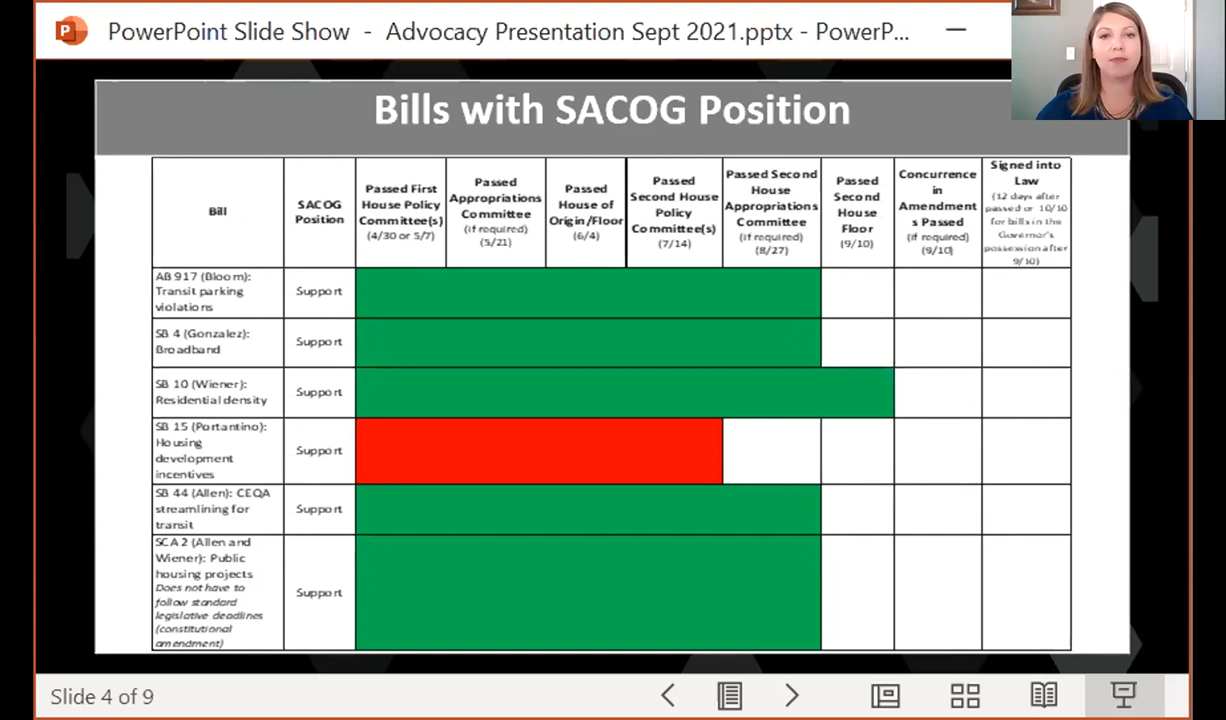 PowerPoint Slide Show - Advocacy Presentation Sept 2021.pptx - PowerP...
Bills with SACOG Position
Bill
SACOG
Position
Passed First
House Policy
Committee(s)
(4/30 or 5/7)
Passed
Appropriations
Committee
(if required)
(5/21)
Passed
House of
Origin/Floor
(6/4)
Passed
Second House
Policy
Committee(s)
(7/14)
Passed Second
House
Appropriations
Committee
(if required)
(8/27)
Passed
Second
House
Floor
(9/10)
Concurrence
in
Amendment
s Passed
(if required)
(9/10)
Signed into
Law
(12 days after
passed or 10/10
for bills in the
Governor's
possession after
9/10)
AB 917 (Bloom):
Transit parking
violations
Support
SB 4 (Gonzalez):
Broadband
Support
SB 10 (Wiener):
Residential density
Support
SB 15 (Portantino):
Housing
development
incentives
Support
SB 44 (Allen): CEQA
streamlining for
transit
Support
SCA 2 (Allen and
Wiener): Public
housing projects
Does not have to
follow standard
legislative deadlines
(constitutional
amendment)
Support
Slide 4 of 9